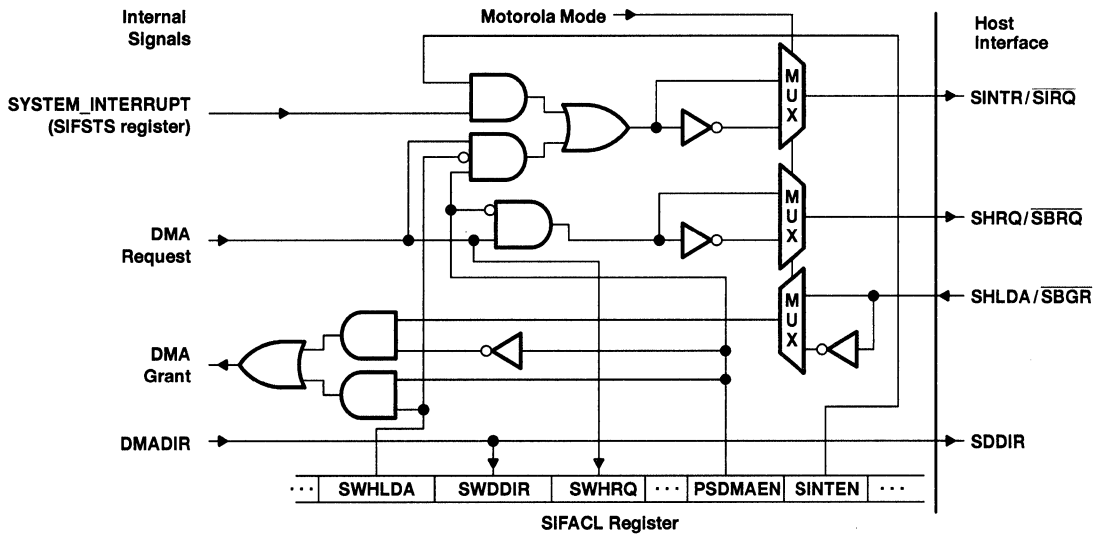 Internal
Signals
Motorola Mode
Host
Interface
SYSTEM_INTERRUPT
(SIFSTS register)
M
U
X
SINTR/SIRQ
DMA
Request
M
U
X
SHRQ/SBRQ
M
U
X
SHLDA/SBGR
DMA
Grant
DMADIR
SDDIR
··· SWHLDA SWDDIR SWHRQ ··· PSDMAEN SINTEN ···
SIFACL Register